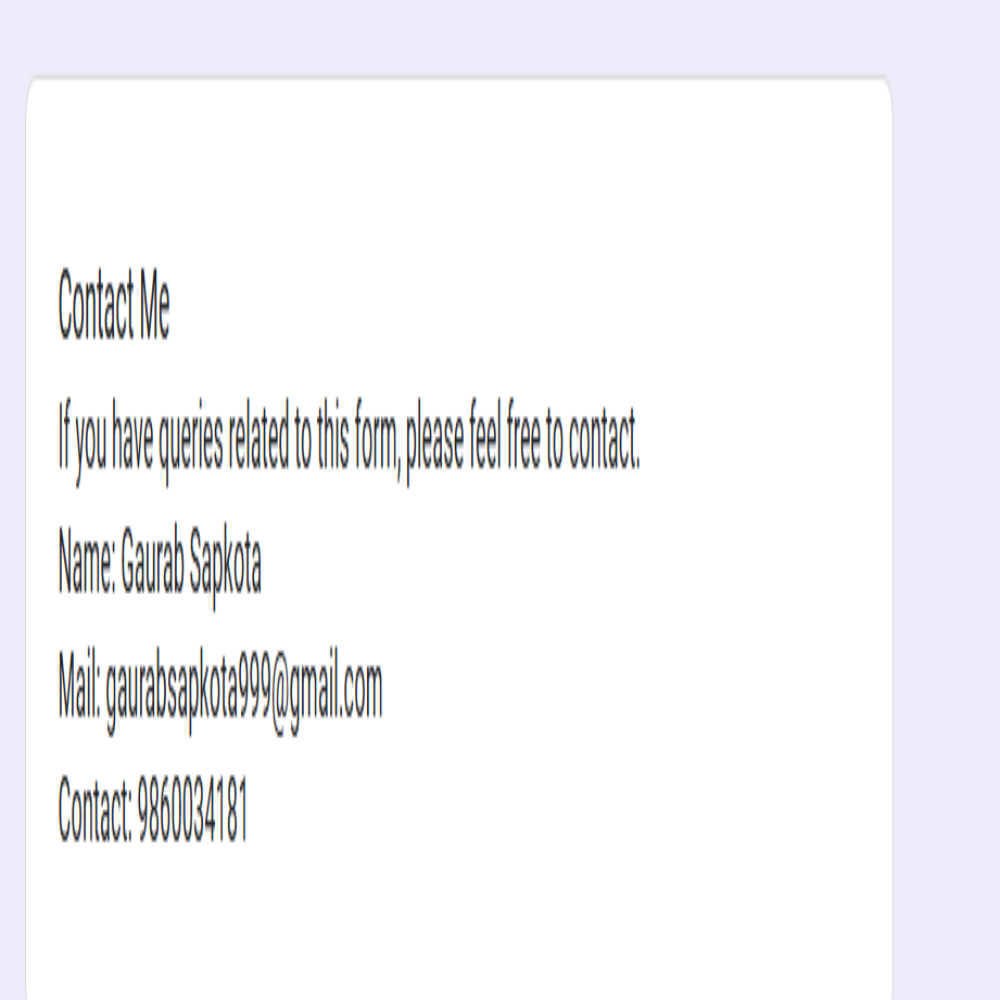 Contact Me
If you have queries related to this form, please feel free to contact.
Name: Gaurab Sapkota
Mail: gaurabsapkota999@gmail.com
Contact: 9860034181